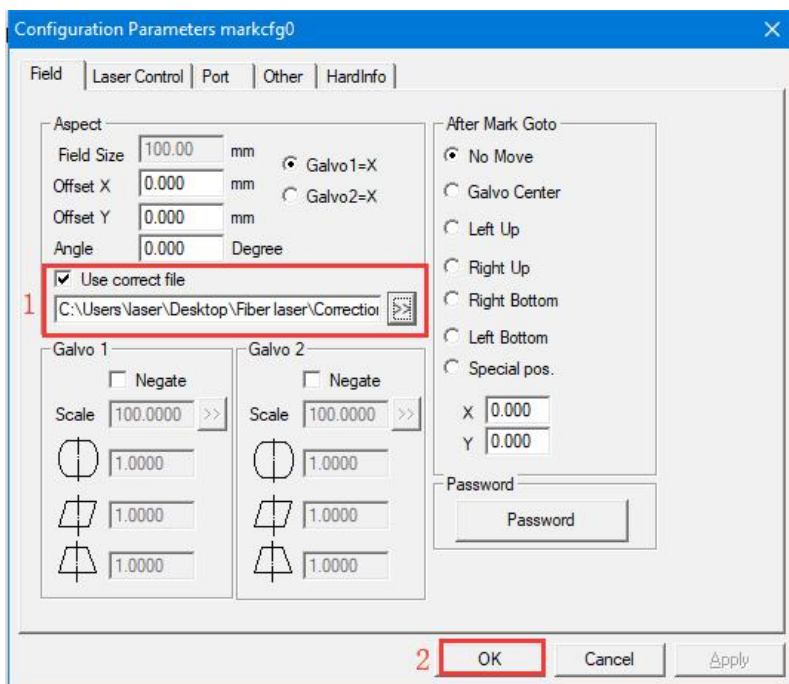 Configuration Parameters markcfg0
Field Laser Control Port Other HardInfo
Aspect
Field Size 100.00 mm
Offset X 0.000 mm
Offset Y 0.000 mm
Angle 0.000 Degree
Galvo1=X
Galvo2=X
1
Use correct file
C:\Users\laser\Desktop\Fiber laser\Correction >>
Galvo 1
Negate
Scale 100.0000 >>
1.0000
1.0000
1.0000
Galvo 2
Negate
Scale 100.0000 >>
1.0000
1.0000
1.0000
After Mark Goto
No Move
Galvo Center
Left Up
Right Up
Right Bottom
Left Bottom
Special pos.
X 0.000
Y 0.000
Password
Password
2
OK Cancel Apply